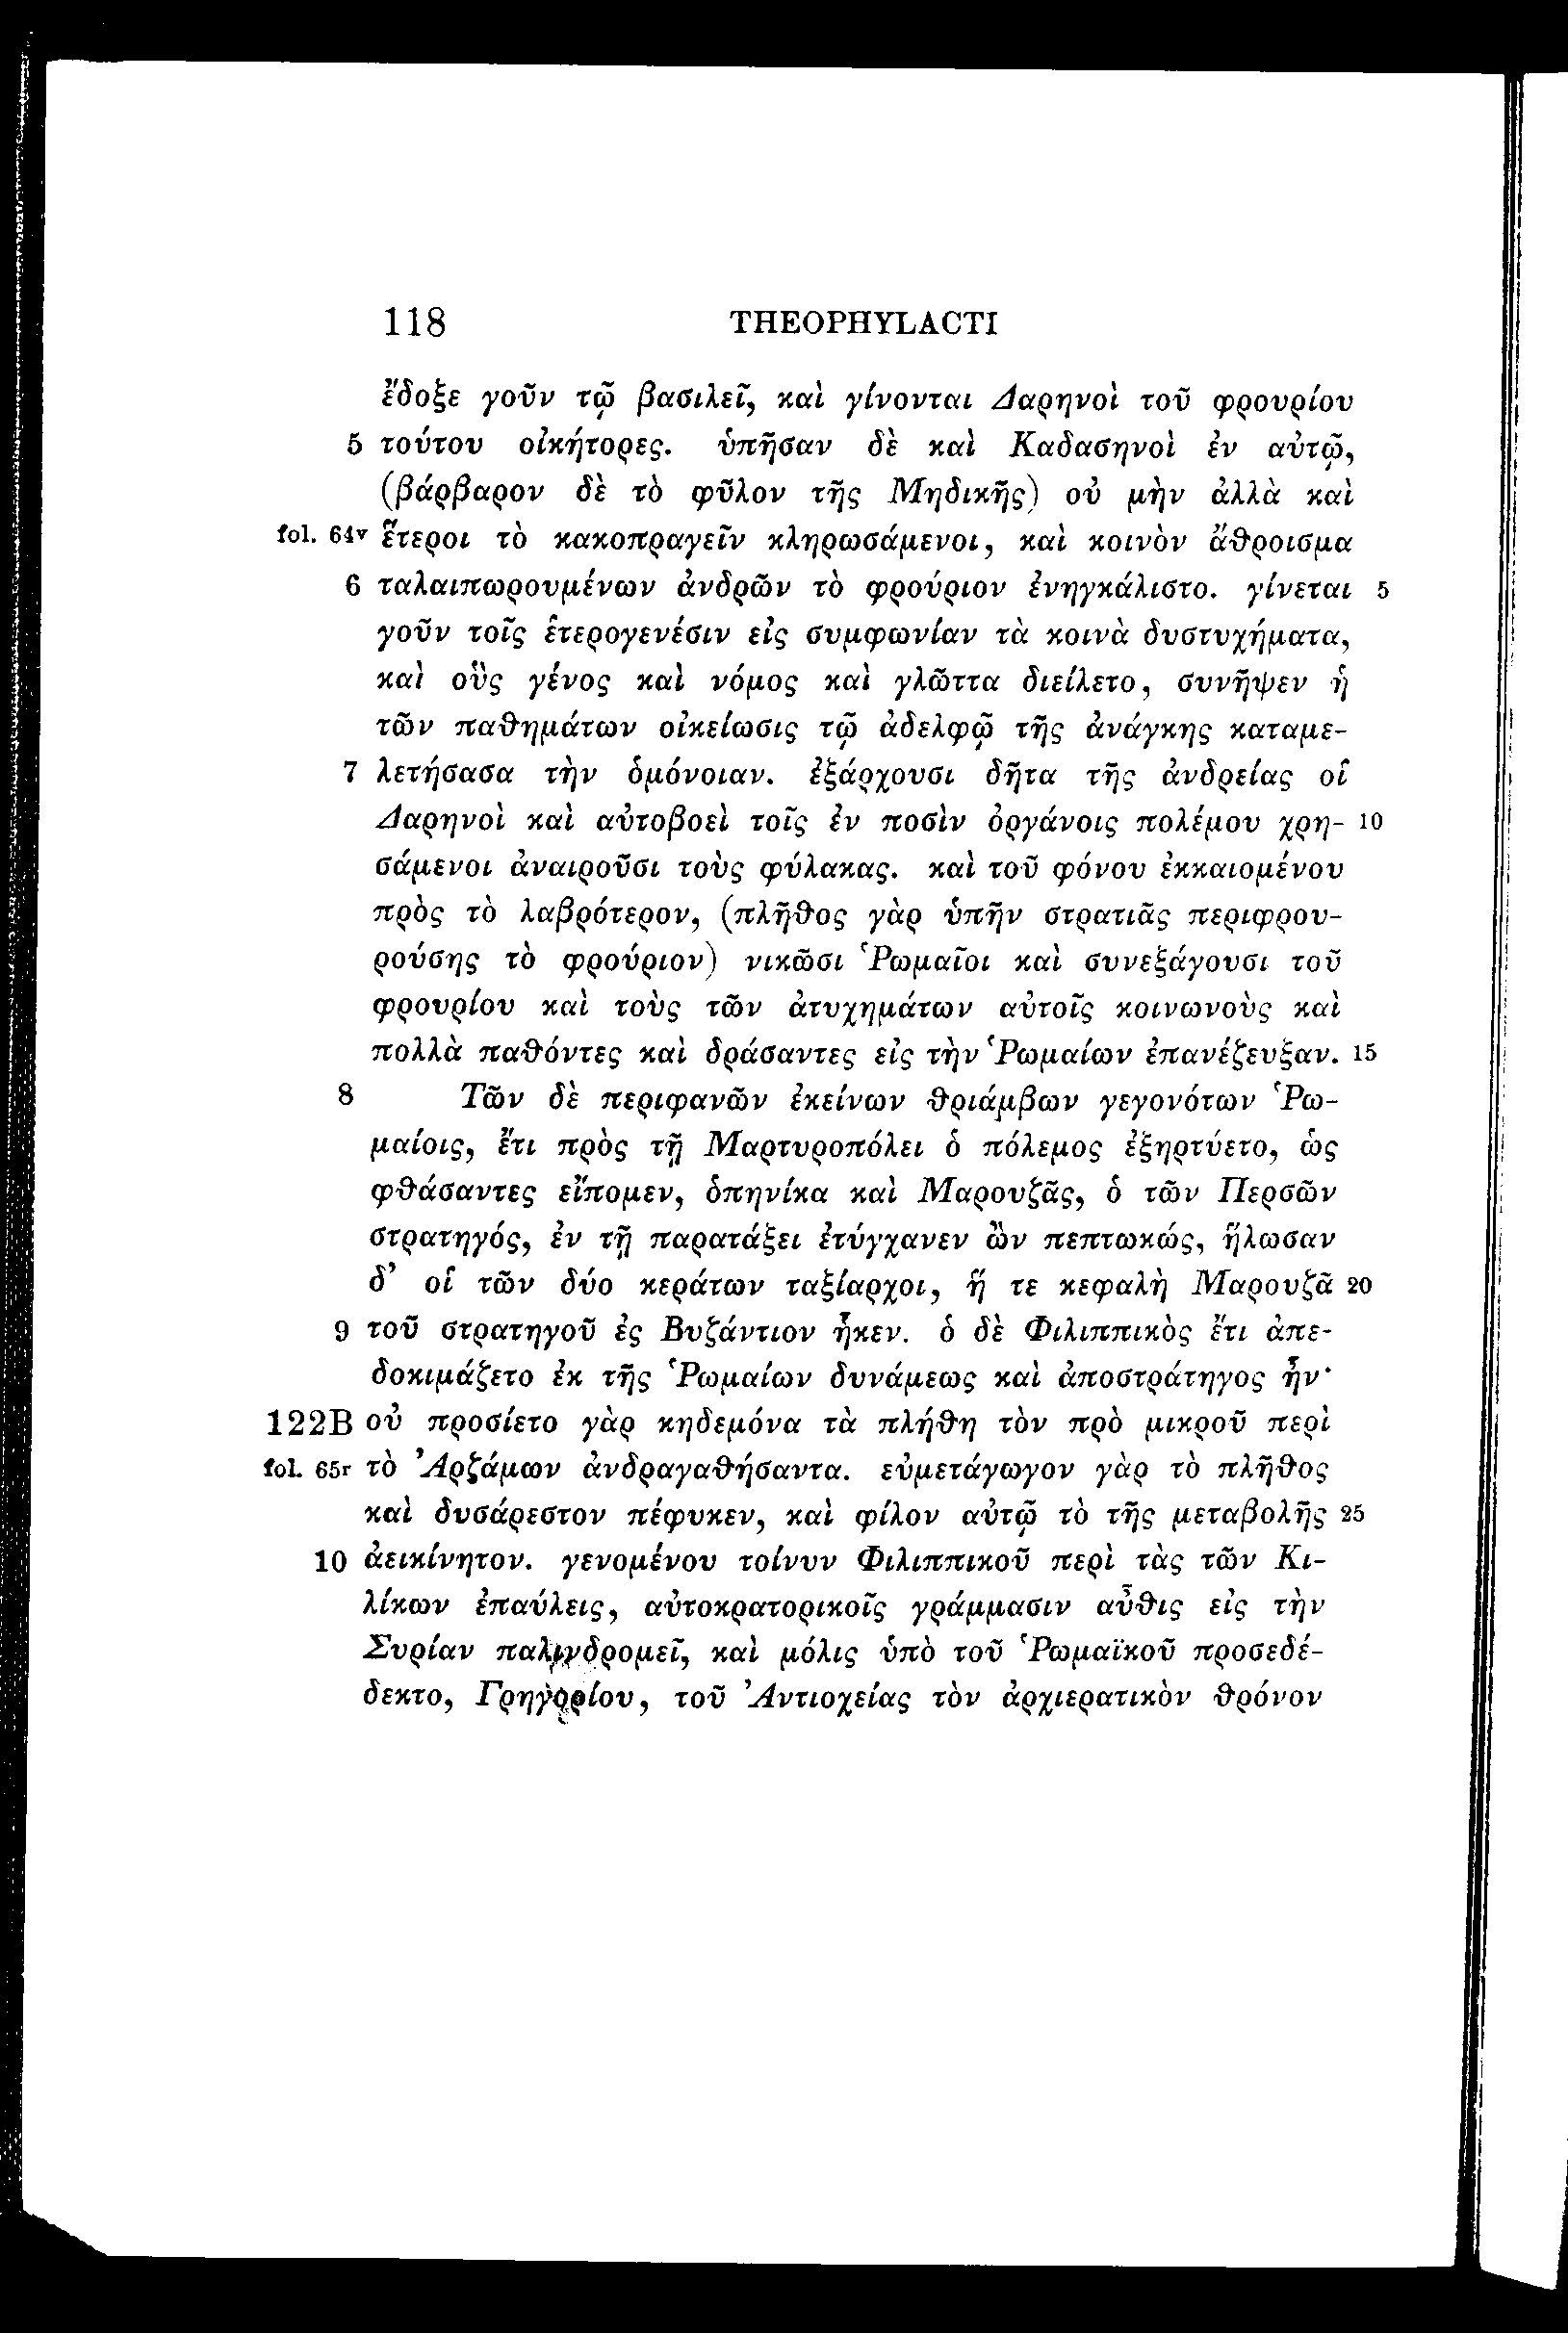 118 THEOPHYLACTI
ἔδοξε γοῦν τῷ βασιλεῖ, καὶ γίνονται Δαρηνοὶ τοῦ φρουρίου
5 τούτου οἰκήτορες. ὑπῆσαν δὲ καὶ Καδασηνοὶ ἐν αὐτῷ,
(βάρβαρον δὲ τὸ φῦλον τῆς Μηδικῆς) οὐ μὴν ἀλλὰ καὶ
fol. 64v ἕτεροι τὸ κακοπραγεῖν κληρωσάμενοι, καὶ κοινὸν ἄθροισμα
6 ταλαιπωρουμένων ἀνδρῶν τὸ φρούριον ἐνηγκάλιστο. γίνεται 5
γοῦν τοῖς ἑτερογενέσιν εἰς συμφωνίαν τὰ κοινὰ δυστυχήματα,
καὶ οὓς γένος καὶ νόμος καὶ γλῶττα διείλετο, συνῆψεν ἡ
τῶν παθημάτων οἰκείωσις τῷ ἀδελφῷ τῆς ἀνάγκης καταμε-
7 λετήσασα τὴν ὁμόνοιαν. ἐξάρχουσι δῆτα τῆς ἀνδρείας οἱ
Δαρηνοὶ καὶ αὐτοβοεὶ τοῖς ἐν ποσὶν ὀργάνοις πολέμου χρη- 10
σάμενοι ἀναιροῦσι τοὺς φύλακας. καὶ τοῦ φόνου ἐκκαιομένου
πρὸς τὸ λαβρότερον, (πλῆθος γὰρ ὑπῆν στρατιᾶς περιφρου-
ρούσης τὸ φρούριον) νικῶσι Ῥωμαῖοι καὶ συνεξάγουσι τοῦ
φρουρίου καὶ τοὺς τῶν ἀτυχημάτων αὐτοῖς κοινωνοὺς καὶ
πολλὰ παθόντες καὶ δράσαντες εἰς τὴν Ῥωμαίων ἐπανέζευξαν. 15
8 Τῶν δὲ περιφανῶν ἐκείνων θριάμβων γεγονότων Ῥω-
μαίοις, ἔτι πρὸς τῇ Μαρτυροπόλει ὁ πόλεμος ἐξηρτύετο, ὡς
φθάσαντες εἴπομεν, ὁπηνίκα καὶ Μαρουζᾶς, ὁ τῶν Περσῶν
στρατηγός, ἐν τῇ παρατάξει ἐτύγχανεν ὢν πεπτωκώς, ἥλωσαν
δ’ οἱ τῶν δύο κεράτων ταξίαρχοι, ἥ τε κεφαλὴ Μαρουζᾶ 20
9 τοῦ στρατηγοῦ ἐς Βυζάντιον ἧκεν. ὁ δὲ Φιλιππικὸς ἔτι ἀπε-
δοκιμάζετο ἐκ τῆς Ῥωμαίων δυνάμεως καὶ ἀποστράτηγος ἦν·
122B οὐ προσίετο γὰρ κηδεμόνα τὰ πλήθη τὸν πρὸ μικροῦ περὶ
fol. 65r τὸ Ἀρζάμων ἀνδραγαθήσαντα. εὐμετάγωγον γὰρ τὸ πλῆθος
καὶ δυσάρεστον πέφυκεν, καὶ φίλον αὐτῷ τὸ τῆς μεταβολῆς 25
10 ἀεικίνητον. γενομένου τοίνυν Φιλιππικοῦ περὶ τὰς τῶν Κι-
λίκων ἐπαύλεις, αὐτοκρατορικοῖς γράμμασιν αὖθις εἰς τὴν
Συρίαν παλινδρομεῖ, καὶ μόλις ὑπὸ τοῦ Ῥωμαϊκοῦ προσεδέ-
δεκτο, Γρηγορίου, τοῦ Ἀντιοχείας τὸν ἀρχιερατικὸν θρόνον